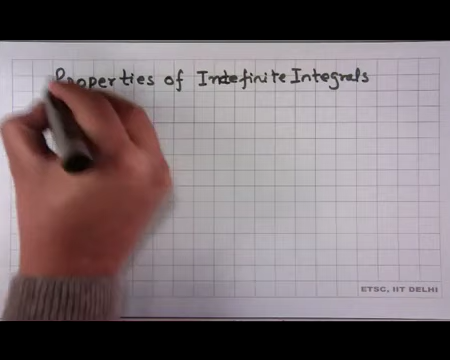 Properties of Indefinite Integrals
ETSC, IIT DELHI